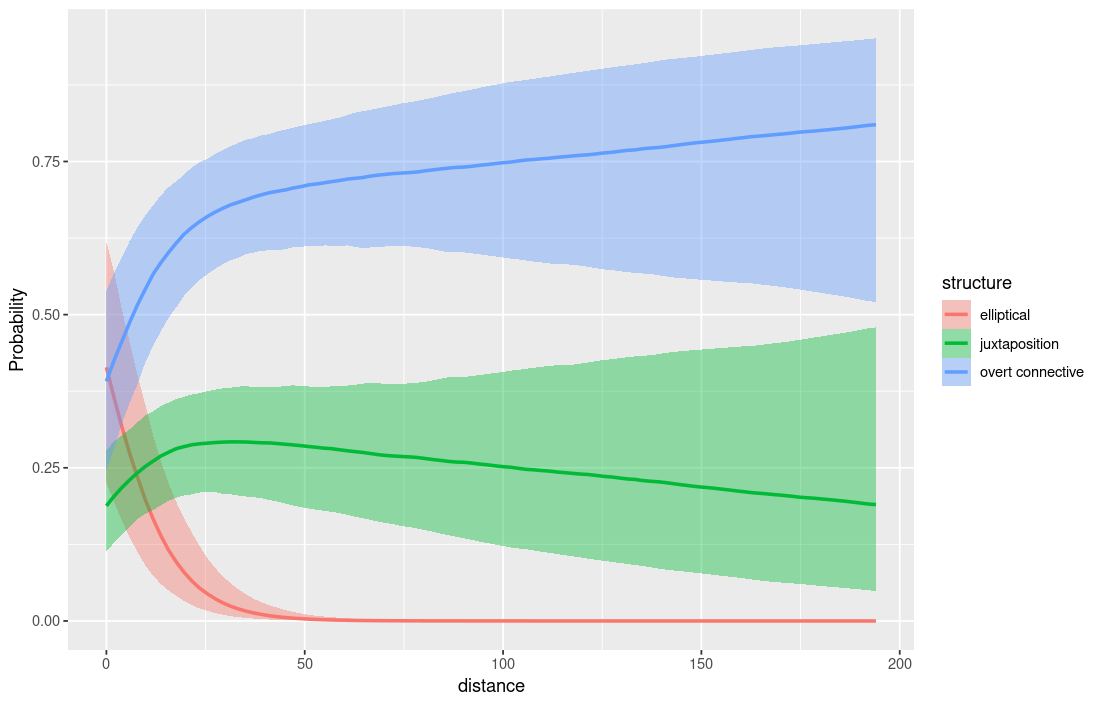 Probability
0.75
0.50
0.25
0.00
0 50 100 150 200
distance
structure
elliptical
juxtaposition
overt connective